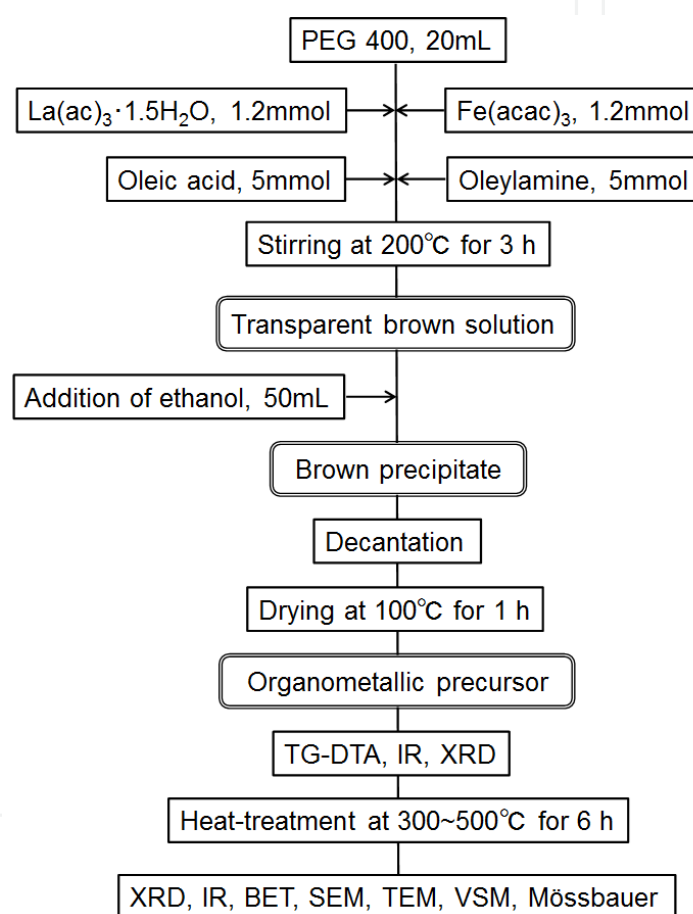 PEG 400, 20mL
La(ac)₃·1.5H₂O, 1.2mmol
Fe(acac)₃, 1.2mmol
Oleic acid, 5mmol
Oleylamine, 5mmol
Stirring at 200℃ for 3 h
Transparent brown solution
Addition of ethanol, 50mL
Brown precipitate
Decantation
Drying at 100℃ for 1 h
Organometallic precursor
TG-DTA, IR, XRD
Heat-treatment at 300~500℃ for 6 h
XRD, IR, BET, SEM, TEM, VSM, Mössbauer